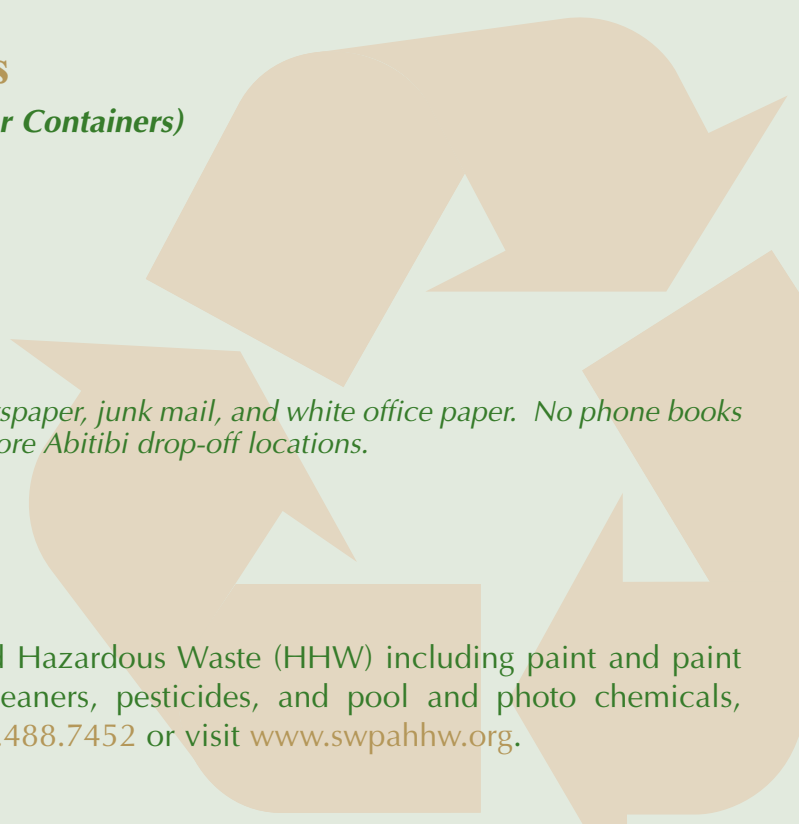 s
r Containers)
spaper, junk mail, and white office paper. No phone books
ore Abitibi drop-off locations.
d Hazardous Waste (HHW) including paint and paint
eaners, pesticides, and pool and photo chemicals,
.488.7452 or visit www.swpahhw.org.